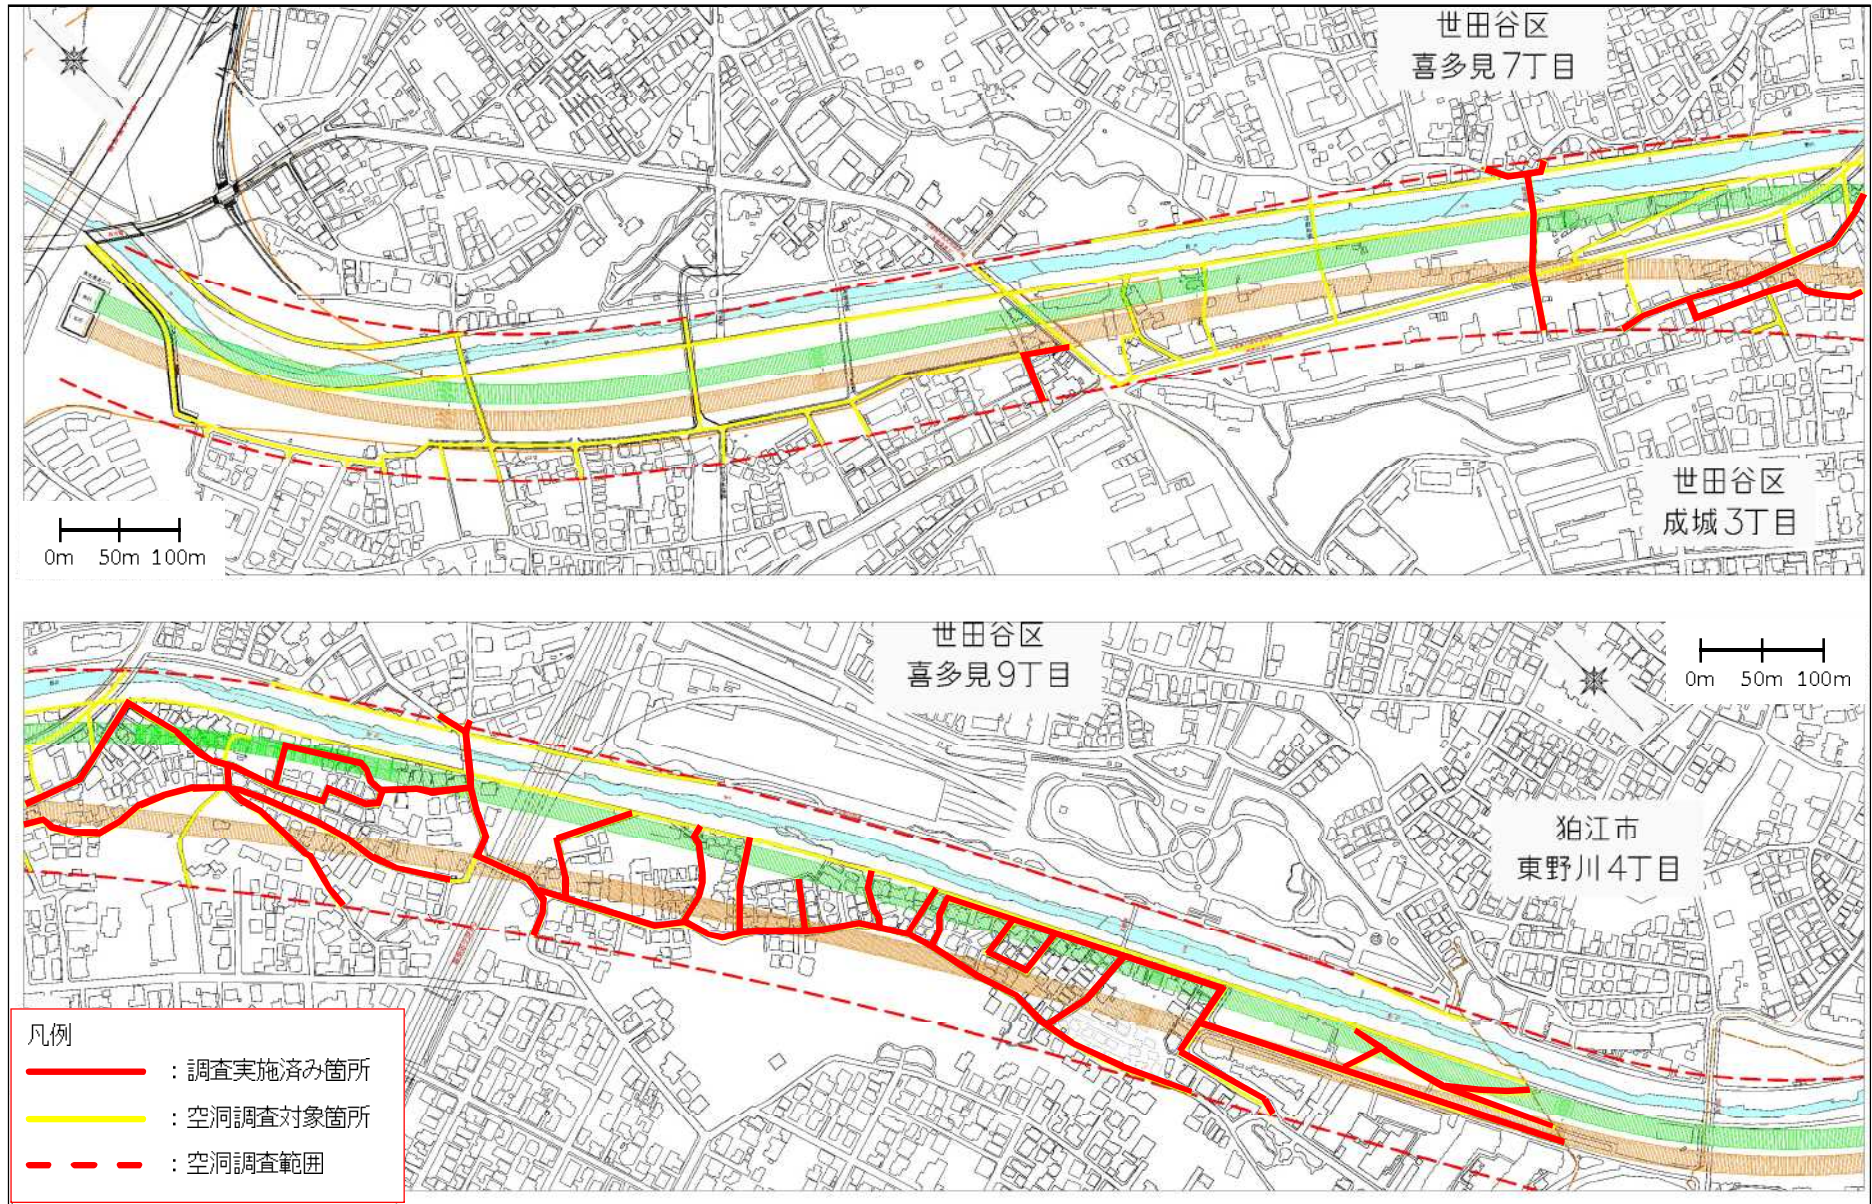 世田谷区
喜多見7丁目
世田谷区
成城3丁目
0m 50m 100m
世田谷区
喜多見9丁目
0m 50m 100m
狛江市
東野川4丁目
凡例
：調査実施済み箇所
：空洞調査対象箇所
：空洞調査範囲